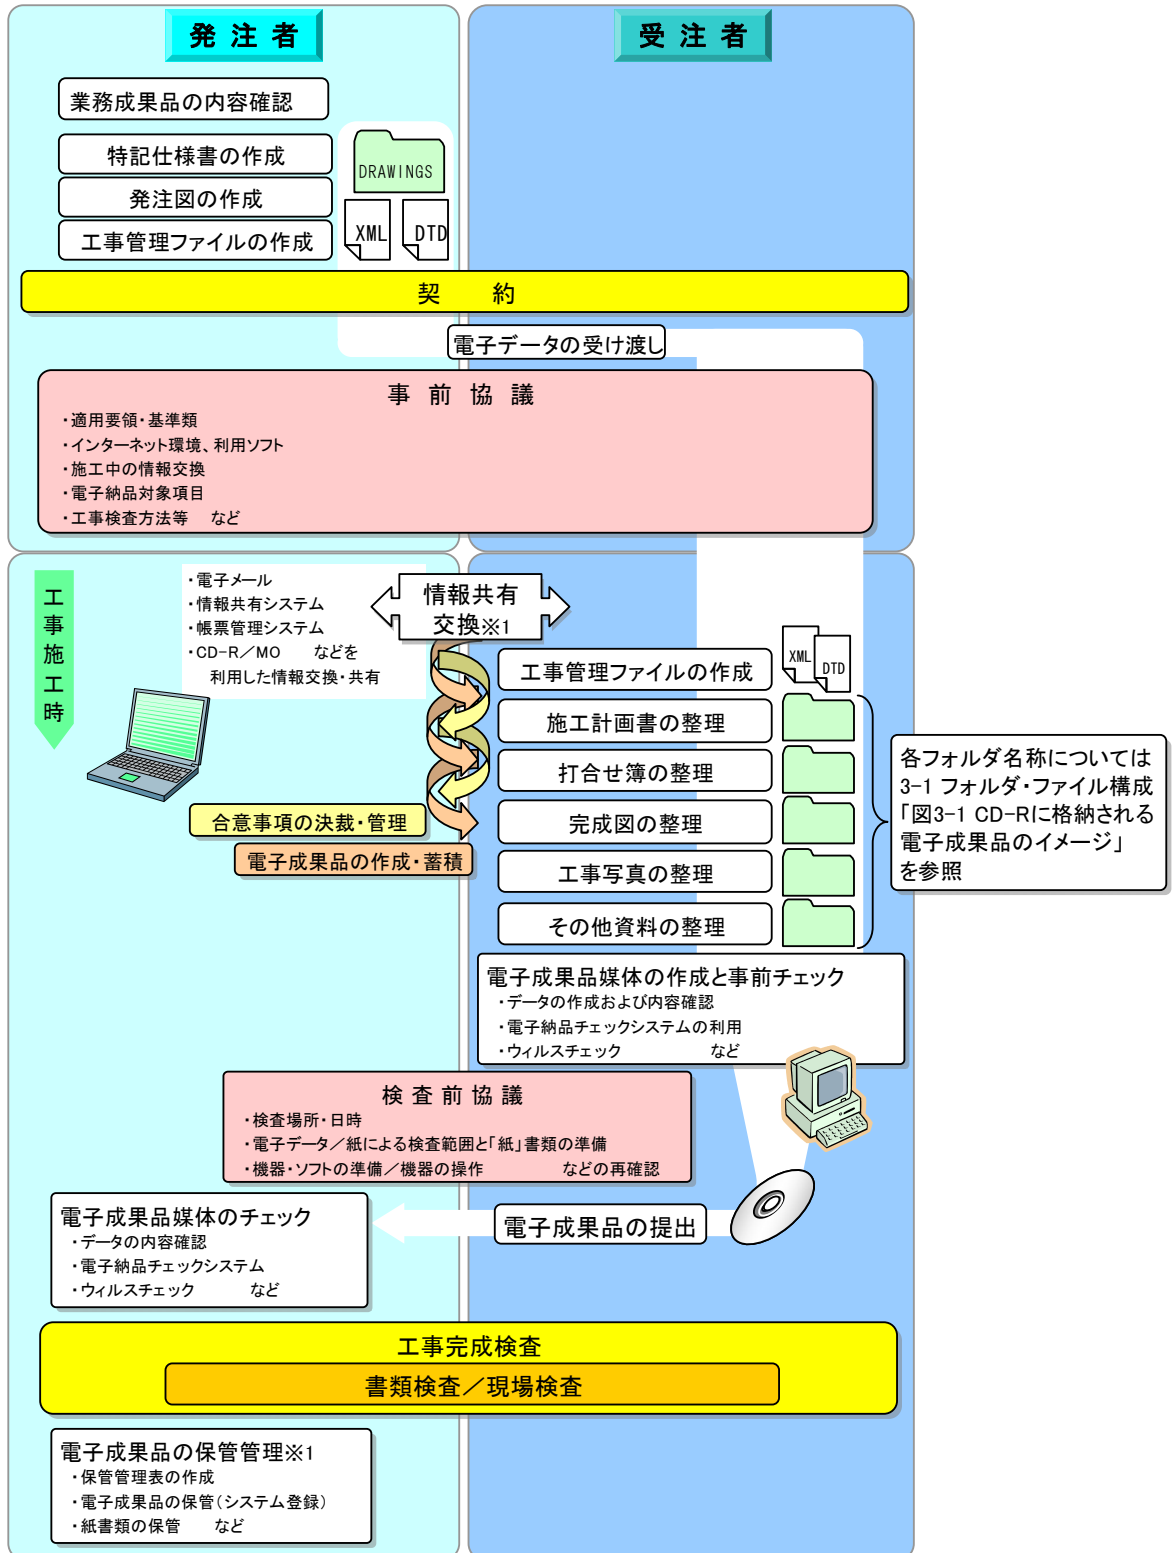 発注者
受注者
業務成果品の内容確認
特記仕様書の作成
発注図の作成
工事管理ファイルの作成
DRAWINGS
XML
DTD
契　約
電子データの受け渡し
事前協議
・適用要領・基準類
・インターネット環境、利用ソフト
・施工中の情報交換
・電子納品対象項目
・工事検査方法等　など
工事施工時
・電子メール
・情報共有システム
・帳票管理システム
・CD-R／MO　などを
利用した情報交換・共有
情報共有
交換※1
工事管理ファイルの作成
XML
DTD
施工計画書の整理
打合せ簿の整理
完成図の整理
工事写真の整理
その他資料の整理
各フォルダ名称については
3-1 フォルダ・ファイル構成
「図3-1 CD-Rに格納される
電子成果品のイメージ」
を参照
合意事項の決裁・管理
電子成果品の作成・蓄積
電子成果品媒体の作成と事前チェック
・データの作成および内容確認
・電子納品チェックシステムの利用
・ウィルスチェック　など
検査前協議
・検査場所・日時
・電子データ／紙による検査範囲と「紙」書類の準備
・機器・ソフトの準備／機器の操作　などの再確認
電子成果品の提出
電子成果品媒体のチェック
・データの内容確認
・電子納品チェックシステム
・ウィルスチェック　など
工事完成検査
書類検査／現場検査
電子成果品の保管管理※1
・保管管理表の作成
・電子成果品の保管（システム登録）
・紙書類の保管　など